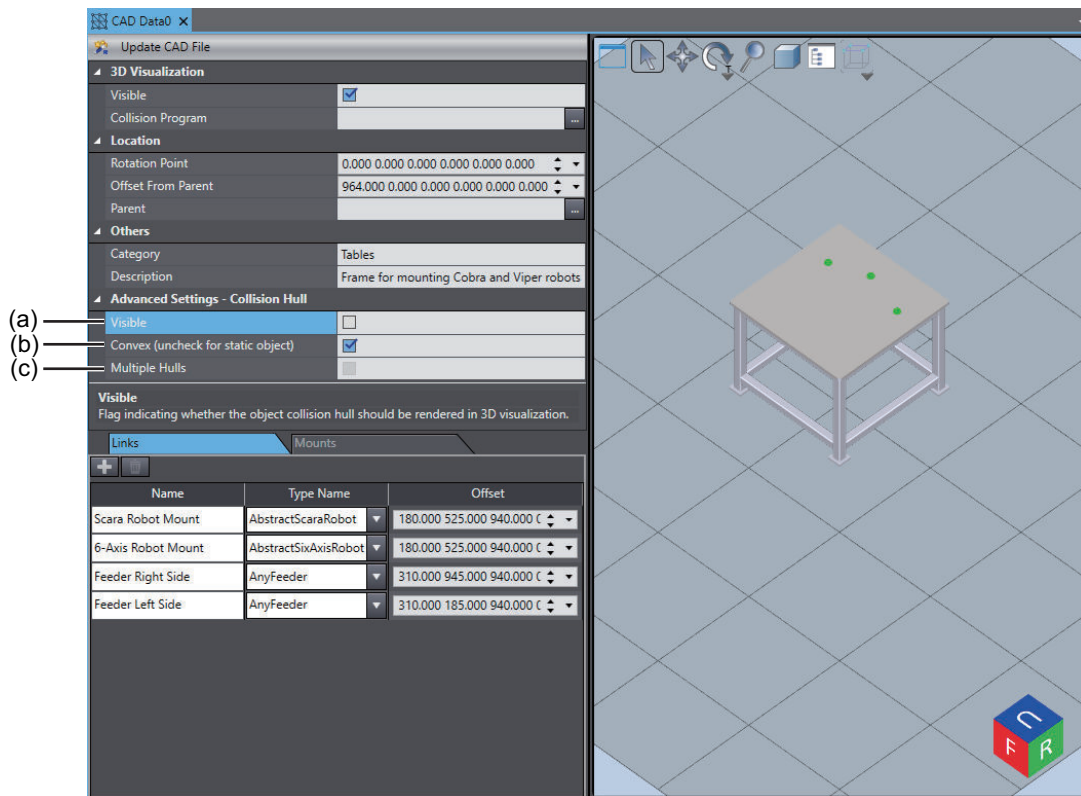 CAD Data0 ×
Update CAD File
3D Visualization
Visible
Collision Program ...
Location
Rotation Point 0.000 0.000 0.000 0.000 0.000 0.000
Offset From Parent 964.000 0.000 0.000 0.000 0.000 0.000
Parent ...
Others
Category Tables
Description Frame for mounting Cobra and Viper robots
Advanced Settings - Collision Hull
(a) Visible
(b) Convex (uncheck for static object)
(c) Multiple Hulls
Visible
Flag indicating whether the object collision hull should be rendered in 3D visualization.
Links Mounts
Name Type Name Offset
Scara Robot Mount AbstractScaraRobot 180.000 525.000 940.000
6-Axis Robot Mount AbstractSixAxisRobot 180.000 525.000 940.000
Feeder Right Side AnyFeeder 310.000 945.000 940.000
Feeder Left Side AnyFeeder 310.000 185.000 940.000
U
F R